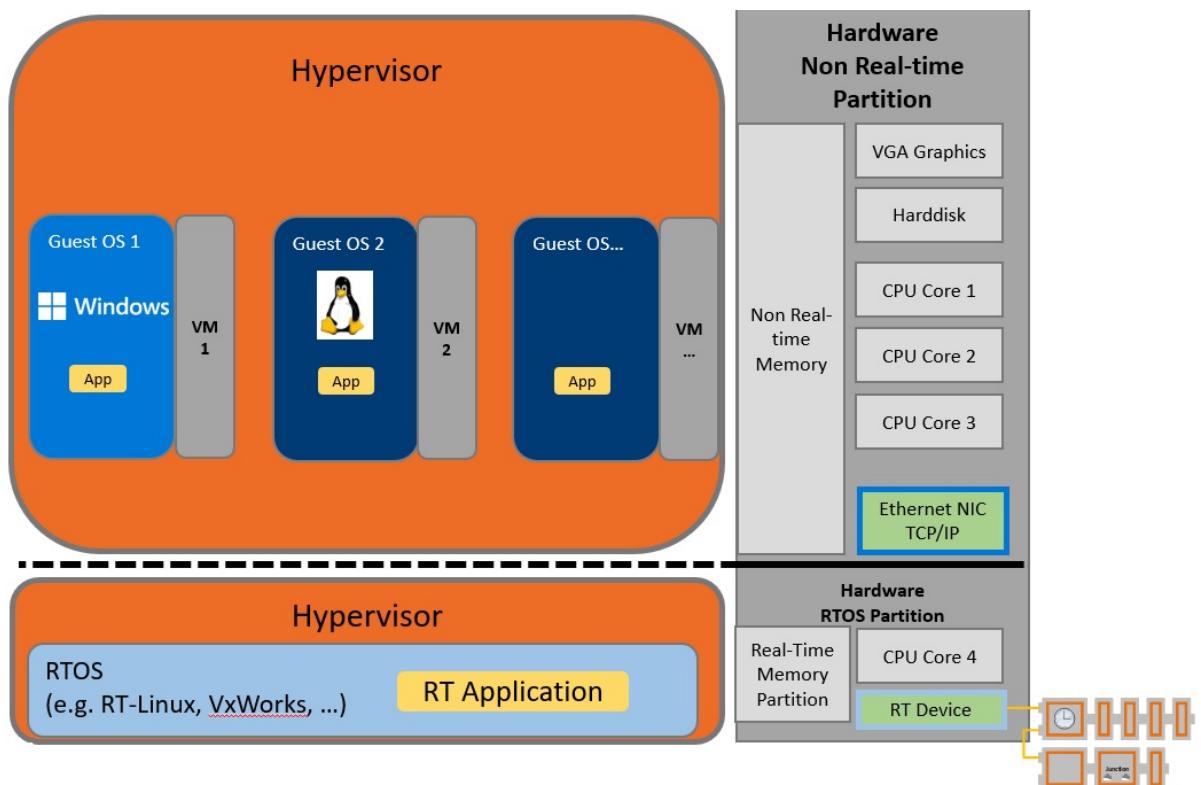 Hypervisor
Guest OS 1
Windows
App
VM
1
Guest OS 2
App
VM
2
Guest OS...
App
VM
...
Hardware
Non Real-time
Partition
Non Real-
time
Memory
VGA Graphics
Harddisk
CPU Core 1
CPU Core 2
CPU Core 3
Ethernet NIC
TCP/IP
Hypervisor
RTOS
(e.g. RT-Linux, VxWorks, ...)
RT Application
Hardware
RTOS Partition
Real-Time
Memory
Partition
CPU Core 4
RT Device
Junction